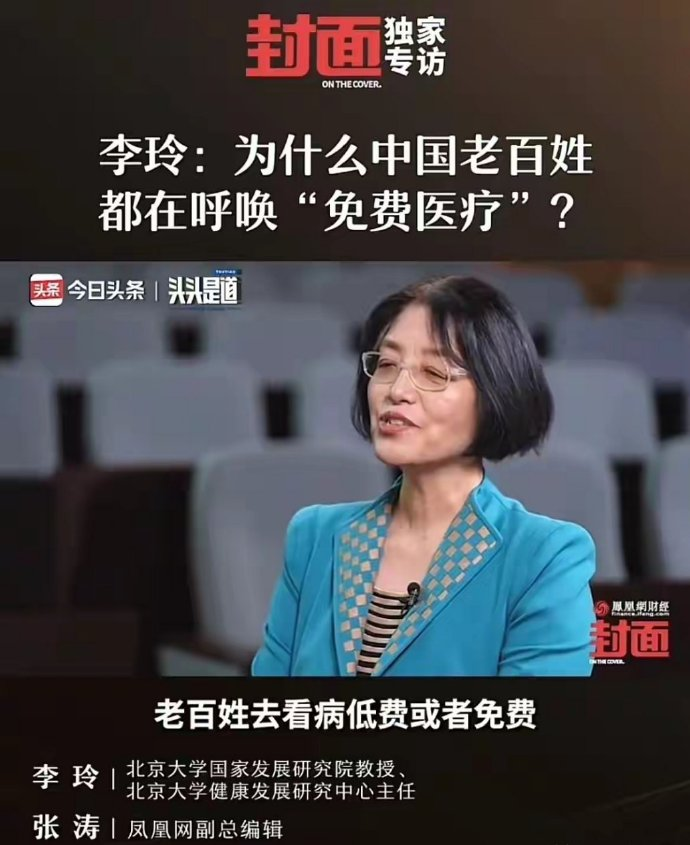 封面 独家专访
ON THE COVER.
李玲：为什么中国老百姓
都在呼唤“免费医疗”？
头条 今日头条 | 头头是道
鳳凰網财经
finance.ifeng.com
封面
ON THE COVER.
老百姓去看病低费或者免费
李 玲 | 北京大学国家发展研究院教授、
北京大学健康发展研究中心主任
张 涛 | 凤凰网副总编辑